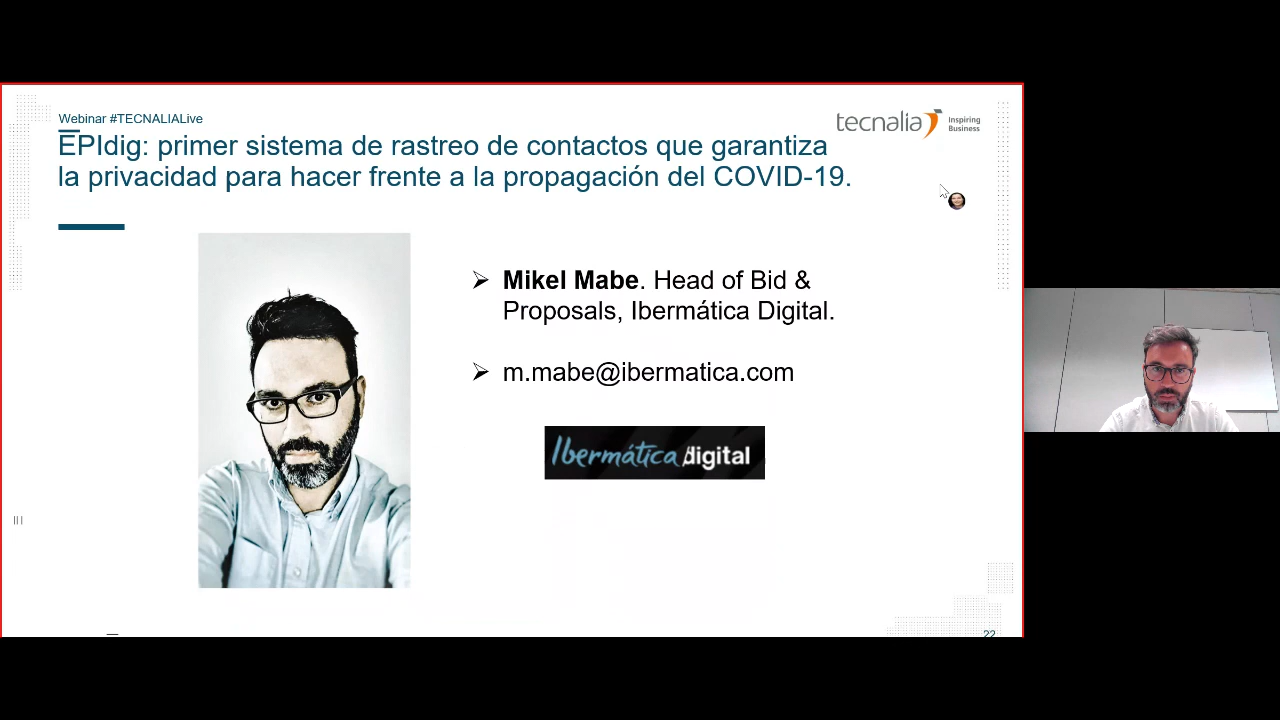 Webinar #TECNALIALive
tecnalia
Inspiring
Business
EPIdig: primer sistema de rastreo de contactos que garantiza
la privacidad para hacer frente a la propagación del COVID-19.
Mikel Mabe. Head of Bid &
Proposals, Ibermática Digital.
m.mabe@ibermatica.com
Ibermática digital
22